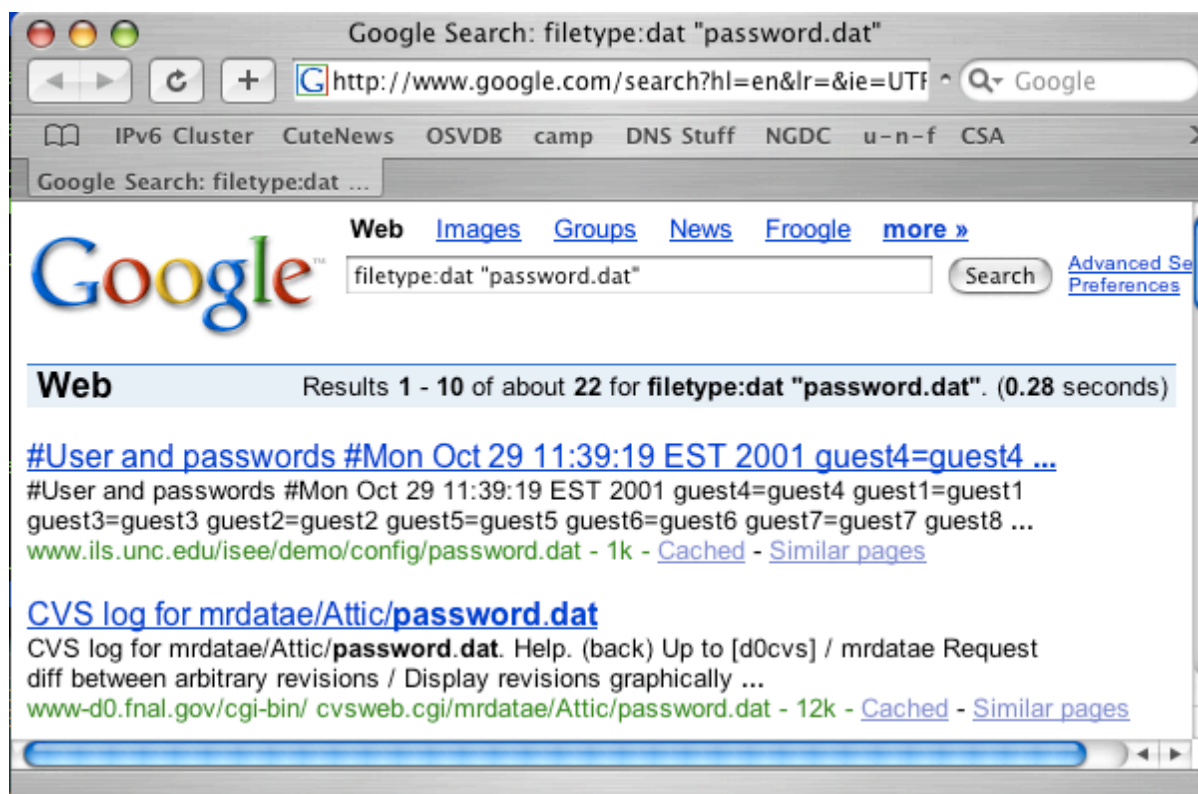 Google Search: filetype:dat "password.dat"
http://www.google.com/search?hl=en&lr=&ie=UTF
Google
IPv6 Cluster CuteNews OSVDB camp DNS Stuff NGDC u-n-f CSA
Google Search: filetype:dat ...
Web Images Groups News Froogle more »
Google™
filetype:dat "password.dat"
Search
Advanced Se
Preferences
Web Results 1 - 10 of about 22 for filetype:dat "password.dat". (0.28 seconds)
#User and passwords #Mon Oct 29 11:39:19 EST 2001 guest4=guest4 ...
#User and passwords #Mon Oct 29 11:39:19 EST 2001 guest4=guest4 guest1=guest1
guest3=guest3 guest2=guest2 guest5=guest5 guest6=guest6 guest7=guest7 guest8 ...
www.ils.unc.edu/isee/demo/config/password.dat - 1k - Cached - Similar pages
CVS log for mrdatae/Attic/password.dat
CVS log for mrdatae/Attic/password.dat. Help. (back) Up to [d0cvs] / mrdatae Request
diff between arbitrary revisions / Display revisions graphically ...
www-d0.fnal.gov/cgi-bin/ cvsweb.cgi/mrdatae/Attic/password.dat - 12k - Cached - Similar pages